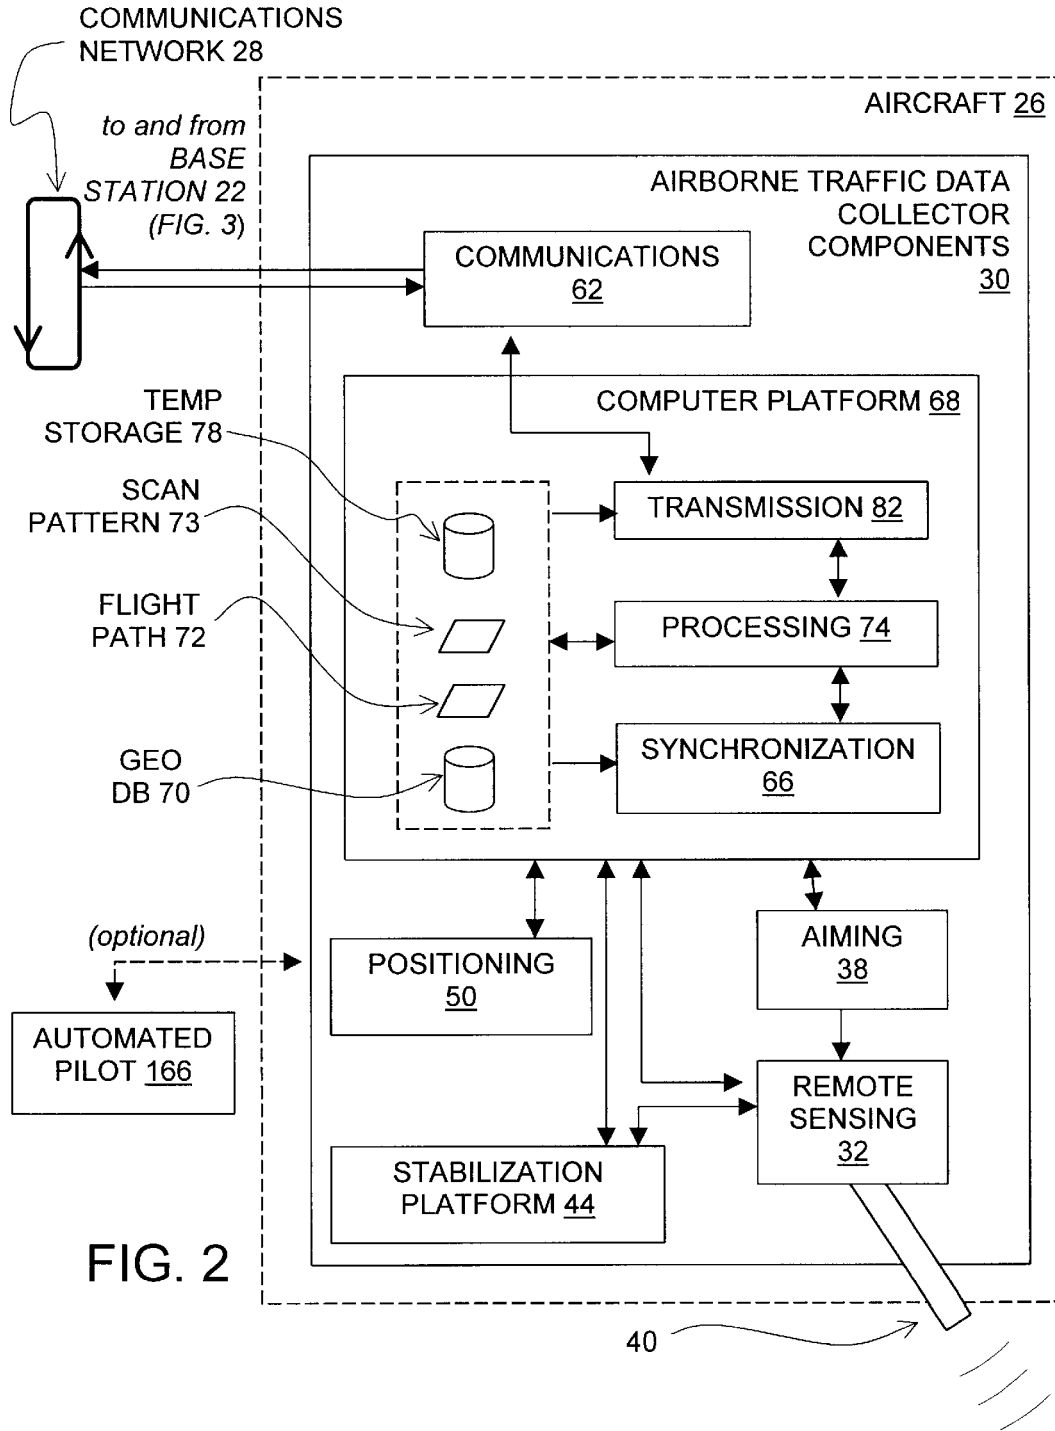 COMMUNICATIONS
NETWORK 28
AIRCRAFT 26
to and from
BASE
STATION 22
(FIG. 3)
AIRBORNE TRAFFIC DATA
COLLECTOR
COMPONENTS
30
COMMUNICATIONS
62
COMPUTER PLATFORM 68
TEMP
STORAGE 78
SCAN
PATTERN 73
FLIGHT
PATH 72
GEO
DB 70
TRANSMISSION 82
PROCESSING 74
SYNCHRONIZATION
66
(optional)
AUTOMATED
PILOT 166
POSITIONING
50
AIMING
38
REMOTE
SENSING
32
STABILIZATION
PLATFORM 44
FIG. 2
40